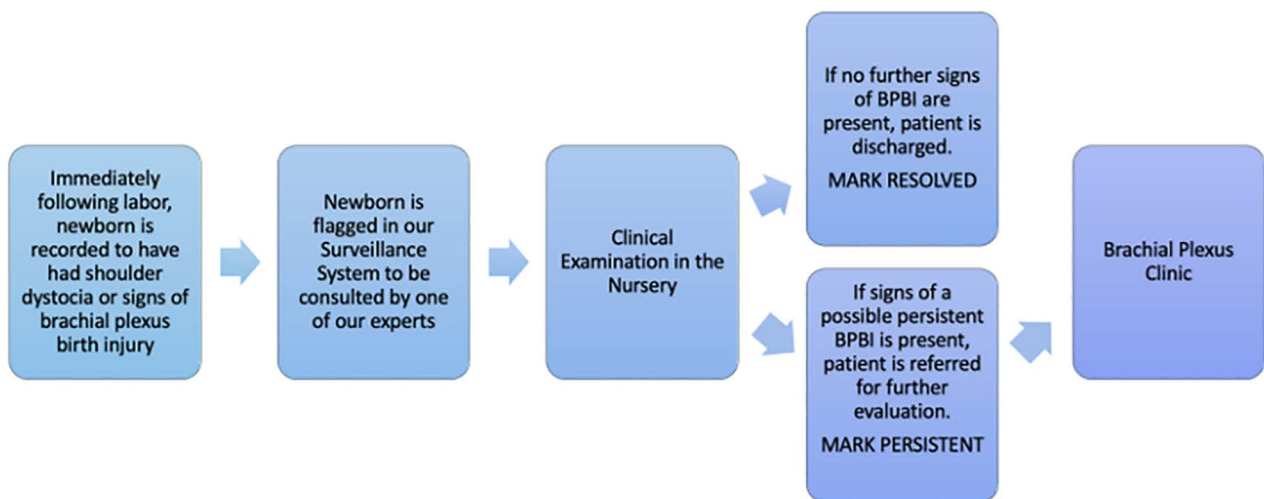 Immediately
following labor,
newborn is
recorded to have
had shoulder
dystocia or signs of
brachial plexus
birth injury
Newborn is
flagged in our
Surveillance
System to be
consulted by one
of our experts
Clinical
Examination in the
Nursery
If no further signs
of BPBI are
present, patient is
discharged.
MARK RESOLVED
If signs of a
possible persistent
BPBI is present,
patient is referred
for further
evaluation.
MARK PERSISTENT
Brachial Plexus
Clinic